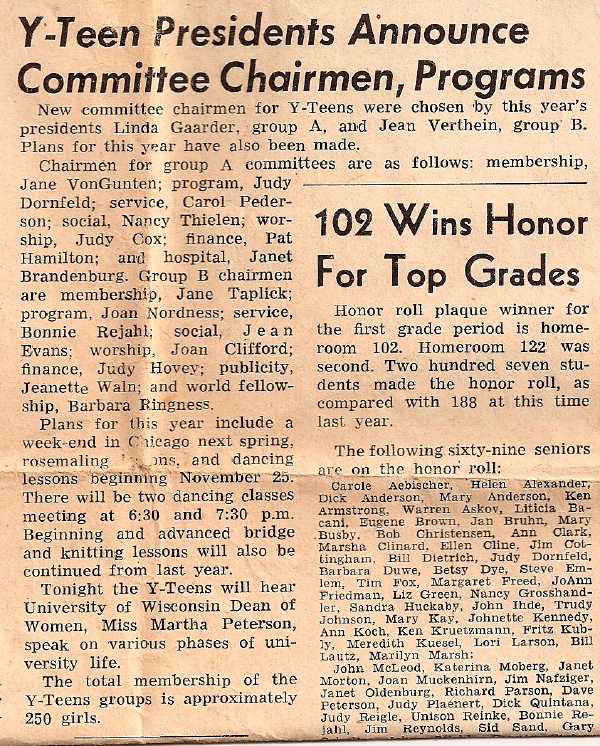 Y-Teen Presidents Announce
Committee Chairmen, Programs
New committee chairmen for Y-Teens were chosen by this year's
presidents Linda Gaarder, group A, and Jean Verthein, group B.
Plans for this year have also been made.
Chairmen for group A committees are as follows: membership,
Jane VonGunten; program, Judy
Dornfeld; service, Carol Peder-
son; social, Nancy Thielen; wor-
ship, Judy Cox; finance, Pat
Hamilton; and hospital, Janet
Brandenburg. Group B chairmen
are membership, Jane Taplick;
program, Joan Nordness; service,
Bonnie Rejahl; social, Jean
Evans; worship, Joan Clifford;
finance, Judy Hovey; publicity,
Jeanette Waln; and world fellow-
ship, Barbara Ringness.
Plans for this year include a
week-end in Chicago next spring,
rosemaling and dancing
lessons beginning November 25.
There will be two dancing classes
meeting at 6:30 and 7:30 p.m.
Beginning and advanced bridge
and knitting lessons will also be
continued from last year.
Tonight the Y-Teens will hear
University of Wisconsin Dean of
Women, Miss Martha Peterson,
speak on various phases of uni-
versity life.
The total membership of the
Y-Teens groups is approximately
250 girls.
102 Wins Honor
For Top Grades
Honor roll plaque winner for
the first grade period is home-
room 102. Homeroom 122 was
second. Two hundred seven stu-
dents made the honor roll, as
compared with 188 at this time
last year.
The following sixty-nine seniors
are on the honor roll:
Carole Aebischer, Helen Alexander,
Dick Anderson, Mary Anderson, Ken
Armstrong, Warren Askov, Liticia Ba-
cani, Eugene Brown, Jan Bruhn, Mary
Busby, Bob Christensen, Ann Clark,
Marsha Clinard, Ellen Cline, Jim Cot-
tingham, Bill Dietrich, Judy Dornfeld,
Barbara Duwe, Betsy Dye, Steve Em-
lem, Tim Fox, Margaret Freed, JoAnn
Friedman, Liz Green, Nancy Grosshand-
ler, Sandra Huckaby, John Ihde, Trudy
Johnson, Mary Kay, Johnette Kennedy,
Ann Koch, Ken Kruetzmann, Fritz Kub-
ly, Meredith Kuesel, Lori Larson, Bill
Lautz, Marilyn Marsh;
John McLeod, Katerina Moberg, Janet
Morton, Joan Muckenhirn, Jim Nafziger,
Janet Oldenburg, Richard Parson, Dave
Peterson, Judy Plaenert, Dick Quintana,
Judy Reigle, Unison Reinke, Bonnie Re-
jahl, Jim Reynolds, Sid Sand, Gary